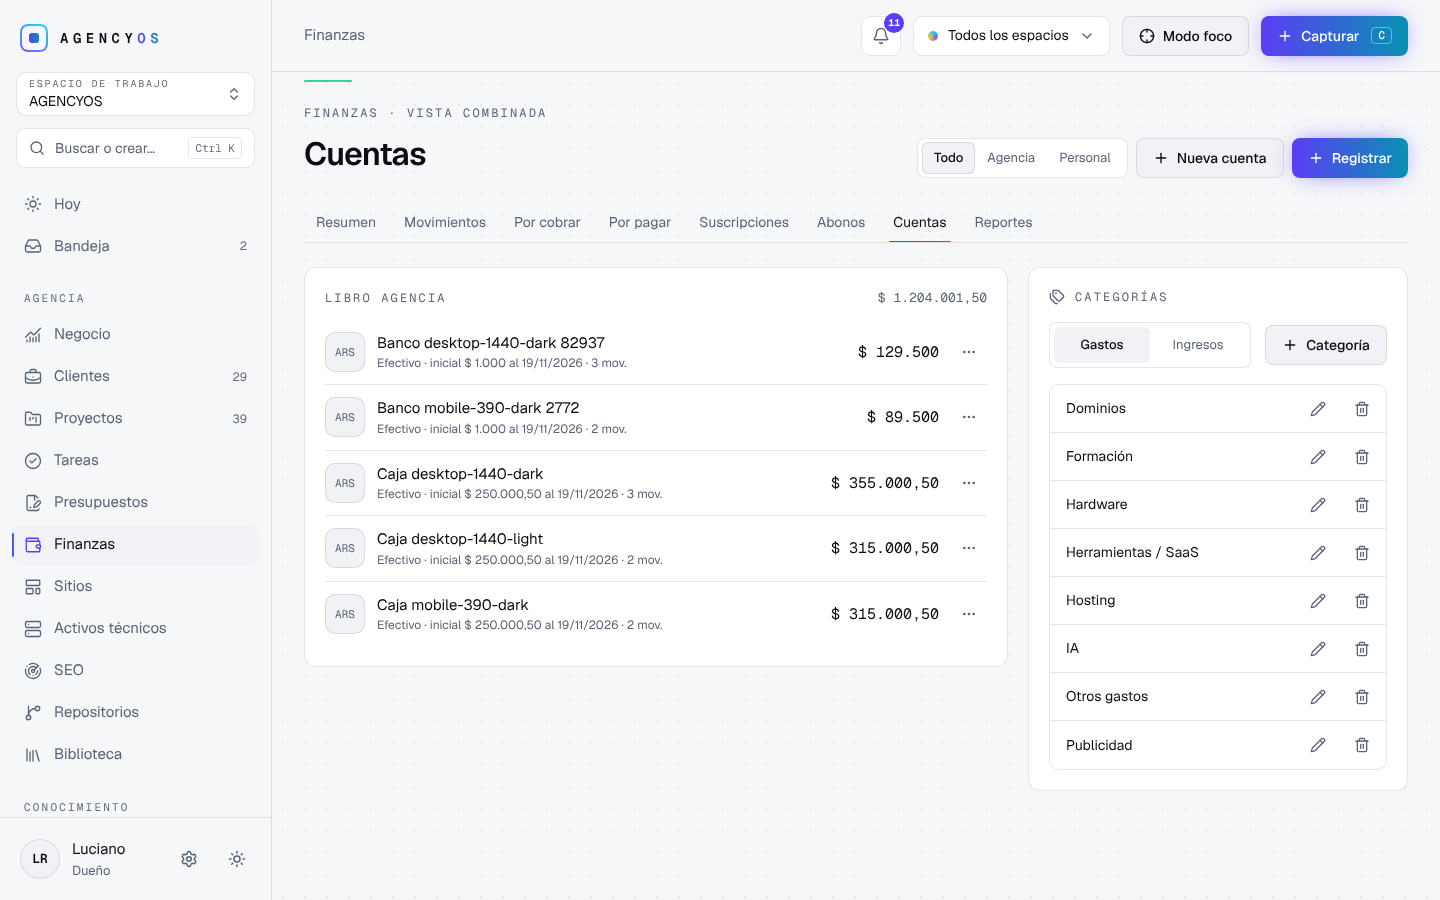 AGENCYOS
ESPACIO DE TRABAJO
AGENCYOS
Buscar o crear...
Ctrl K
Hoy
Bandeja 2
AGENCIA
Negocio
Clientes 29
Proyectos 39
Tareas
Presupuestos
Finanzas
Sitios
Activos técnicos
SEO
Repositorios
Biblioteca
CONOCIMIENTO
LR
Luciano
Dueño
Finanzas
11
Todos los espacios
Modo foco
Capturar C
FINANZAS · VISTA COMBINADA
Cuentas
Todo Agencia Personal
Nueva cuenta
Registrar
Resumen Movimientos Por cobrar Por pagar Suscripciones Abonos Cuentas Reportes
LIBRO AGENCIA $ 1.204.001,50
ARS
Banco desktop-1440-dark 82937
Efectivo · inicial $ 1.000 al 19/11/2026 · 3 mov.
$ 129.500
ARS
Banco mobile-390-dark 2772
Efectivo · inicial $ 1.000 al 19/11/2026 · 2 mov.
$ 89.500
ARS
Caja desktop-1440-dark
Efectivo · inicial $ 250.000,50 al 19/11/2026 · 3 mov.
$ 355.000,50
ARS
Caja desktop-1440-light
Efectivo · inicial $ 250.000,50 al 19/11/2026 · 2 mov.
$ 315.000,50
ARS
Caja mobile-390-dark
Efectivo · inicial $ 250.000,50 al 19/11/2026 · 2 mov.
$ 315.000,50
CATEGORÍAS
Gastos Ingresos
Categoría
Dominios
Formación
Hardware
Herramientas / SaaS
Hosting
IA
Otros gastos
Publicidad